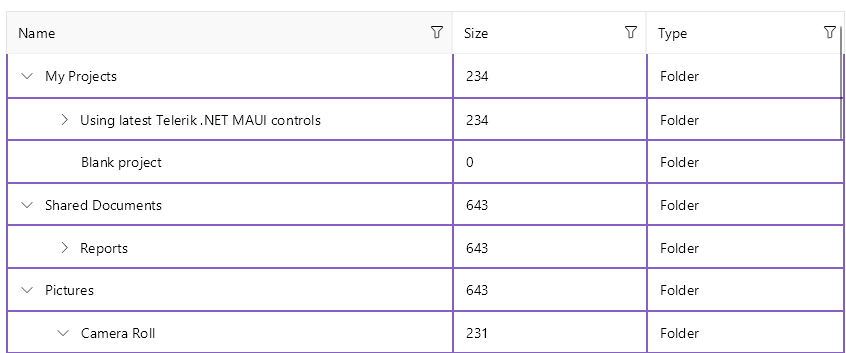 Name Size Type
My Projects 234 Folder
Using latest Telerik .NET MAUI controls 234 Folder
Blank project 0 Folder
Shared Documents 643 Folder
Reports 643 Folder
Pictures 643 Folder
Camera Roll 231 Folder